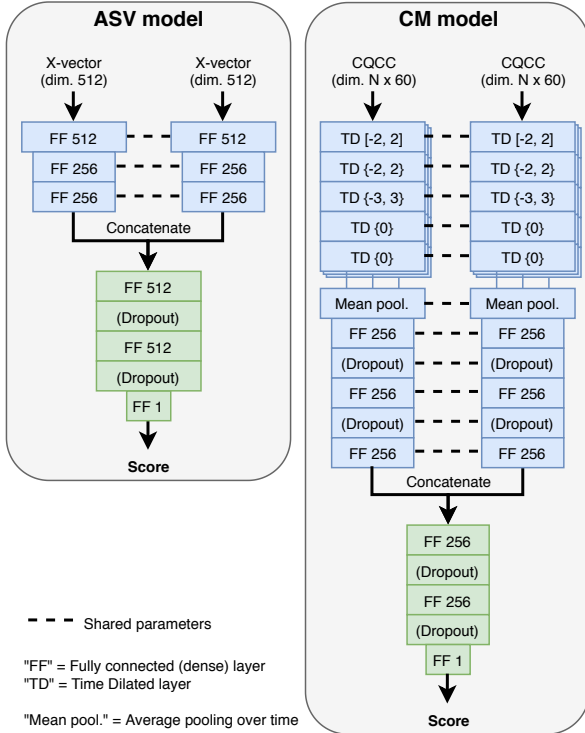 ASV model
X-vector
(dim. 512)
X-vector
(dim. 512)
FF 512
FF 512
FF 256
FF 256
FF 256
FF 256
Concatenate
FF 512
(Dropout)
FF 512
(Dropout)
FF 1
Score
CM model
CQCC
(dim. N x 60)
CQCC
(dim. N x 60)
TD [-2, 2]
TD [-2, 2]
TD {-2, 2}
TD {-2, 2}
TD {-3, 3}
TD {-3, 3}
TD {0}
TD {0}
TD {0}
TD {0}
Mean pool.
Mean pool.
FF 256
FF 256
(Dropout)
(Dropout)
FF 256
FF 256
(Dropout)
(Dropout)
FF 256
FF 256
Concatenate
FF 256
(Dropout)
FF 256
(Dropout)
FF 1
Score
Shared parameters
"FF" = Fully connected (dense) layer
"TD" = Time Dilated layer
"Mean pool." = Average pooling over time